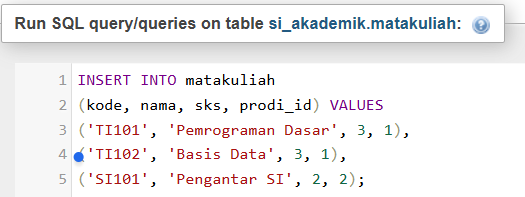 Run SQL query/queries on table si_akademik.matakuliah:
1 INSERT INTO matakuliah
2 (kode, nama, sks, prodi_id) VALUES
3 ('TI101', 'Pemrograman Dasar', 3, 1),
4 ('TI102', 'Basis Data', 3, 1),
5 ('SI101', 'Pengantar SI', 2, 2);